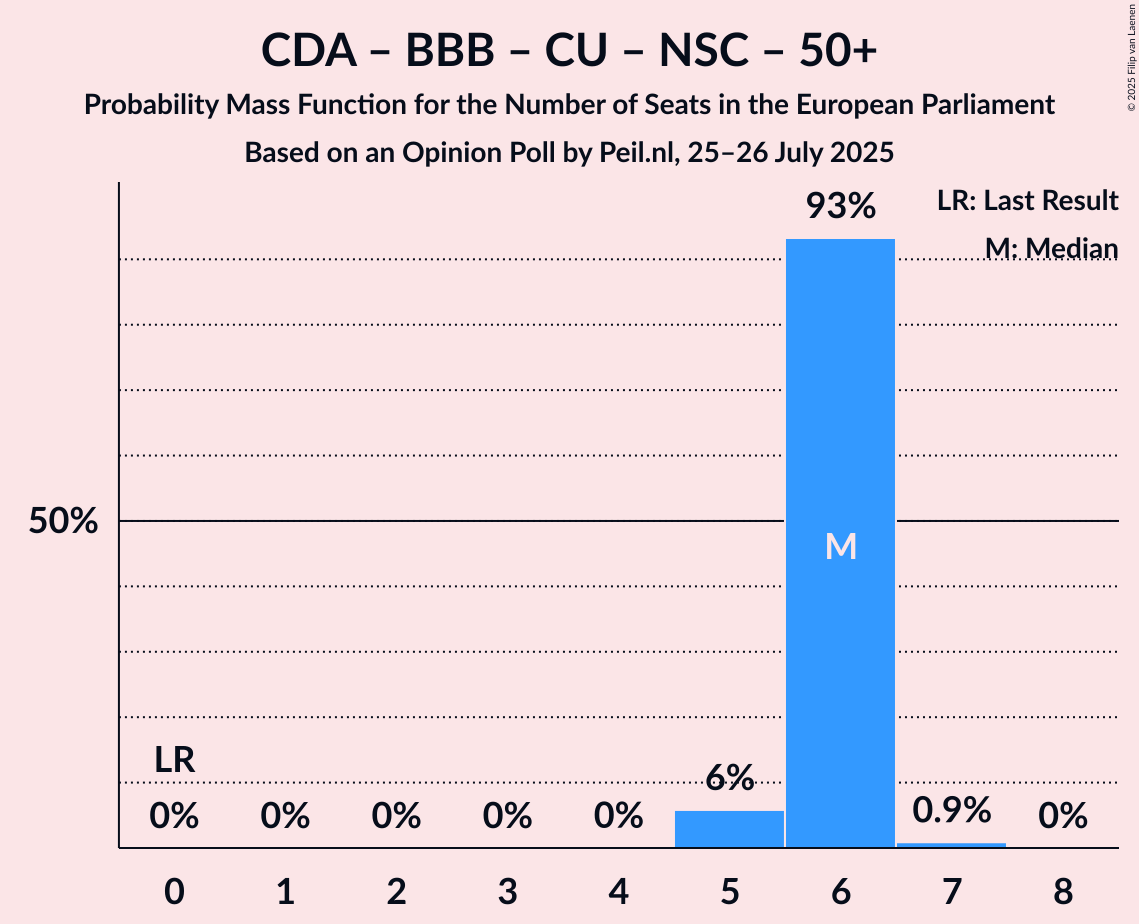 CDA – BBB – CU – NSC – 50+
Probability Mass Function for the Number of Seats in the European Parliament
Based on an Opinion Poll by Peil.nl, 25–26 July 2025
© 2025 Filip van Laenen
LR: Last Result
M: Median
93%
50%
M
LR
6%
0% 0% 0% 0% 0% 0.9% 0%
0 1 2 3 4 5 6 7 8